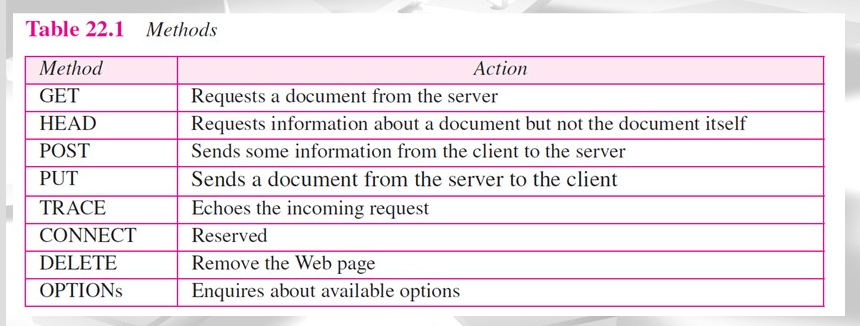 Table 22.1 Methods
Method Action
GET Requests a document from the server
HEAD Requests information about a document but not the document itself
POST Sends some information from the client to the server
PUT Sends a document from the server to the client
TRACE Echoes the incoming request
CONNECT Reserved
DELETE Remove the Web page
OPTIONs Enquires about available options